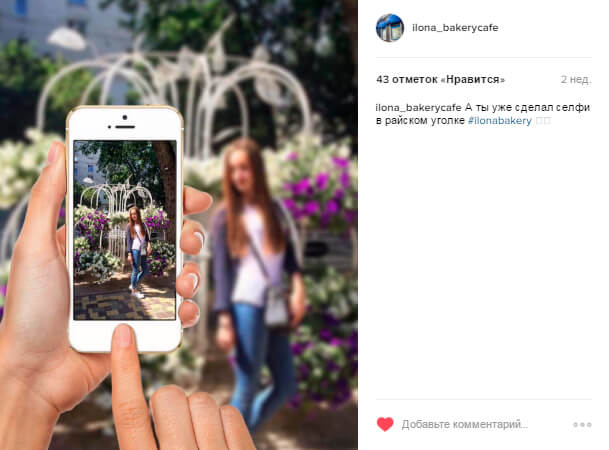 ilona_bakerycafe
43 отметок «Нравится» 2 нед.
ilona_bakerycafe А ты уже сделал селфи
в райском уголке #ilonabakery
Добавьте комментарий...